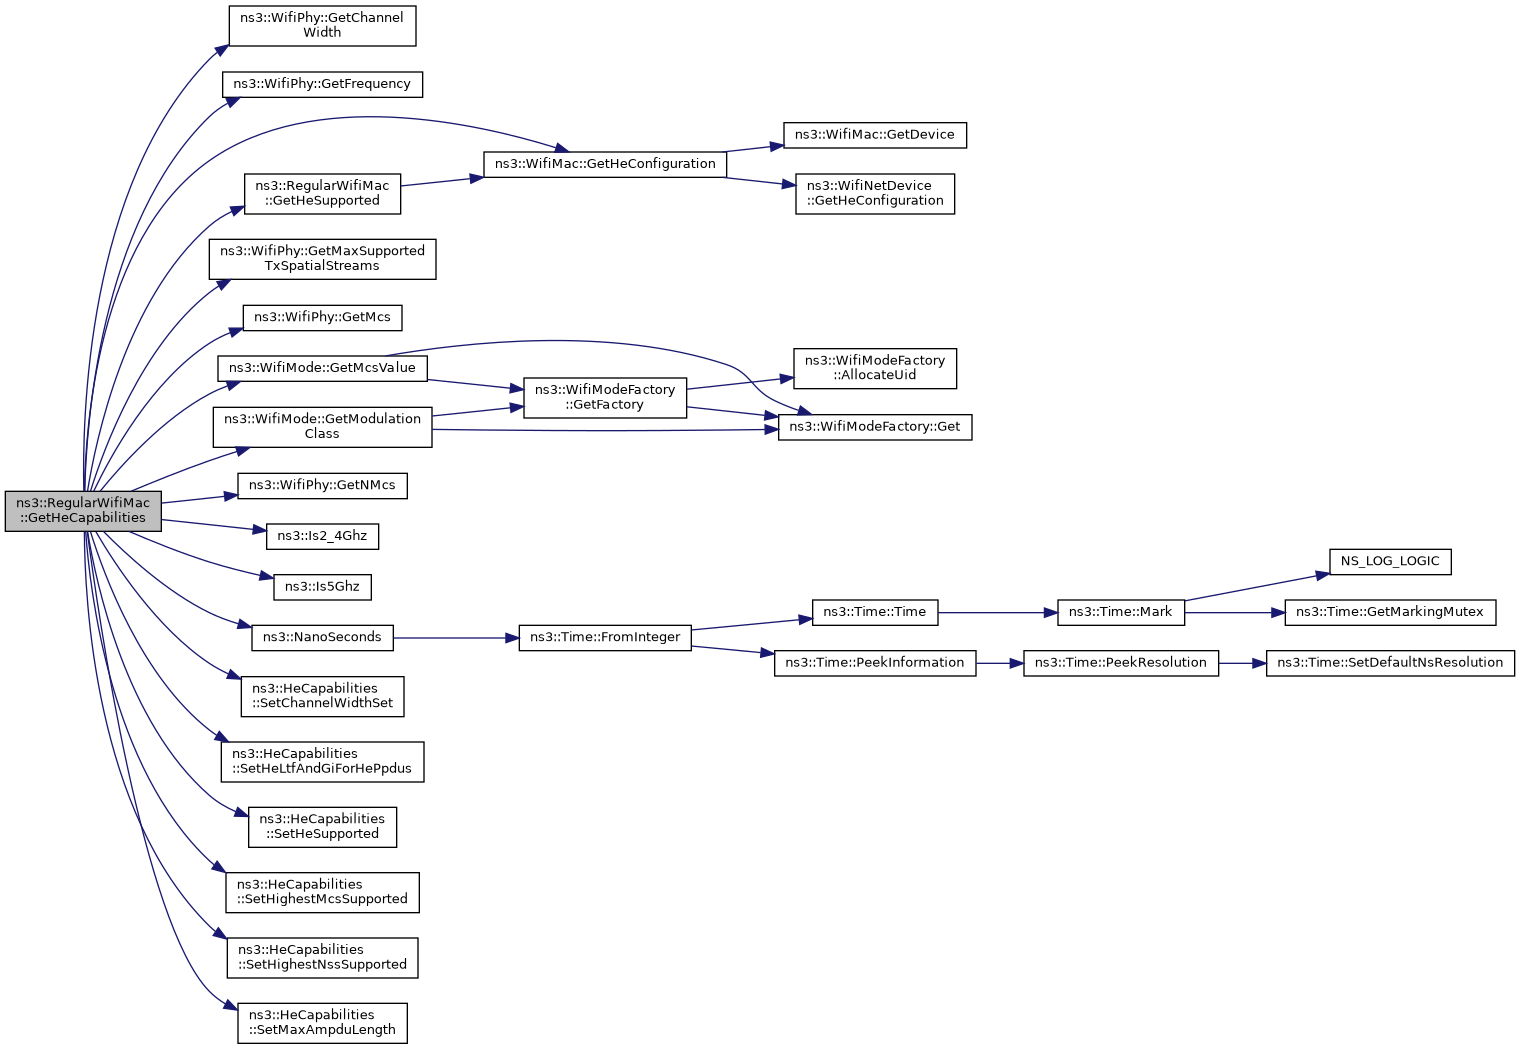 ns3::WifiPhy::GetChannel
Width
ns3::WifiPhy::GetFrequency
ns3::WifiMac::GetDevice
ns3::WifiMac::GetHeConfiguration
ns3::RegularWifiMac
::GetHeSupported
ns3::WifiNetDevice
::GetHeConfiguration
ns3::WifiPhy::GetMaxSupported
TxSpatialStreams
ns3::WifiPhy::GetMcs
ns3::WifiMode::GetMcsValue
ns3::WifiModeFactory
::AllocateUid
ns3::WifiModeFactory
::GetFactory
ns3::WifiMode::GetModulation
Class
ns3::WifiModeFactory::Get
ns3::WifiPhy::GetNMcs
ns3::RegularWifiMac
::GetHeCapabilities
ns3::Is2_4Ghz
ns3::Is5Ghz
NS_LOG_LOGIC
ns3::NanoSeconds
ns3::Time::FromInteger
ns3::Time::Time
ns3::Time::Mark
ns3::Time::GetMarkingMutex
ns3::Time::PeekInformation
ns3::Time::PeekResolution
ns3::Time::SetDefaultNsResolution
ns3::HeCapabilities
::SetChannelWidthSet
ns3::HeCapabilities
::SetHeLtfAndGiForHePpdus
ns3::HeCapabilities
::SetHeSupported
ns3::HeCapabilities
::SetHighestMcsSupported
ns3::HeCapabilities
::SetHighestNssSupported
ns3::HeCapabilities
::SetMaxAmpduLength